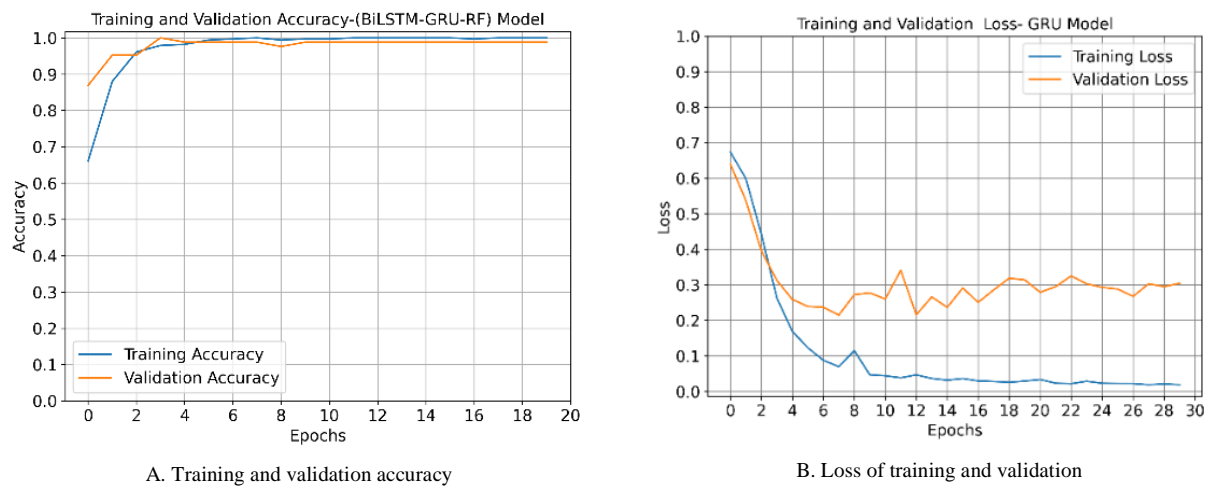 Training and Validation Accuracy-(BiLSTM-GRU-RF) Model
1.0
0.9
0.8
0.7
0.6
0.5
0.4
0.3
0.2
0.1
0.0
Accuracy
Training Accuracy
Validation Accuracy
0 2 4 6 8 10 12 14 16 18 20
Epochs
A. Training and validation accuracy
Training and Validation Loss- GRU Model
1.0
0.9
0.8
0.7
0.6
0.5
0.4
0.3
0.2
0.1
0.0
Loss
Training Loss
Validation Loss
0 2 4 6 8 10 12 14 16 18 20 22 24 26 28 30
Epochs
B. Loss of training and validation